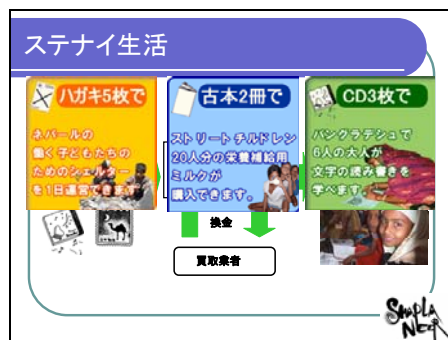 ステナイ生活
ハガキ5枚で
ネパールの
働く子どもたちの
ためのシェルター
を1日運営できます。
古本2冊で
ストリートチルドレン
20人分の栄養補給用
ミルクが
購入できます。
CD3枚で
バングラデシュで
6人の大人が
文字の読み書きを
学べます。
換金
買取業者
SHAPLA
NEER